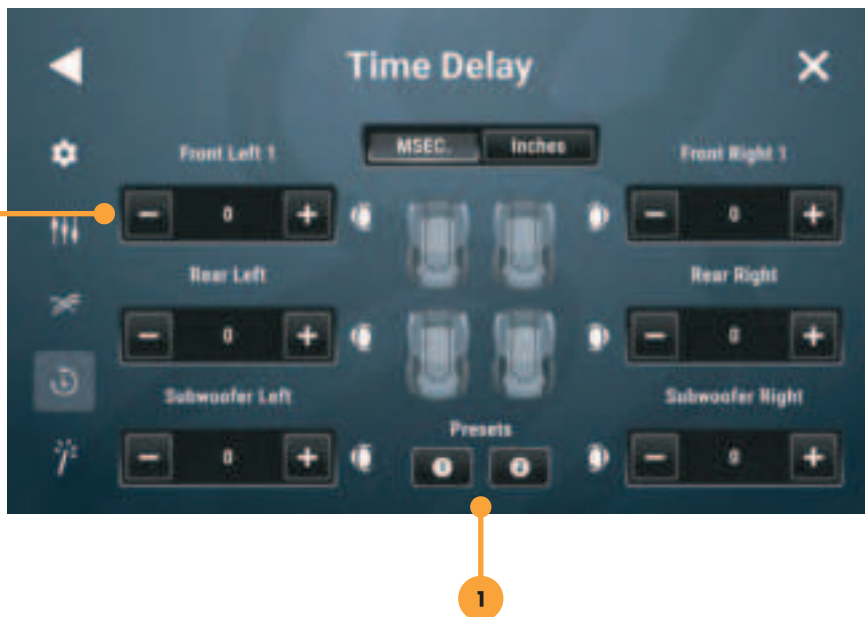 Time Delay
MSEC. Inches
Front Left 1 Front Right 1
0 0
Rear Left Rear Right
0 0
Subwoofer Left Subwoofer Right
Presets
0 0
1